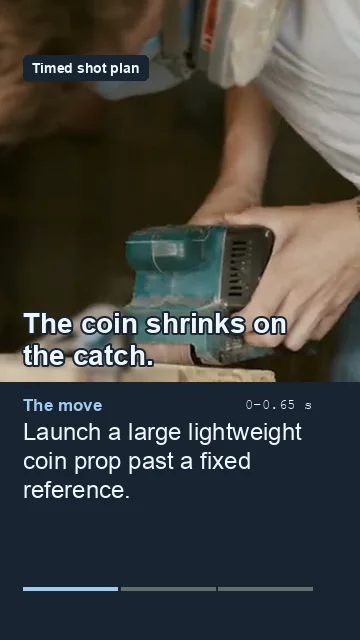 Timed shot plan
The coin shrinks on
the catch.
The move 0–0.65 s
Launch a large lightweight
coin prop past a fixed
reference.